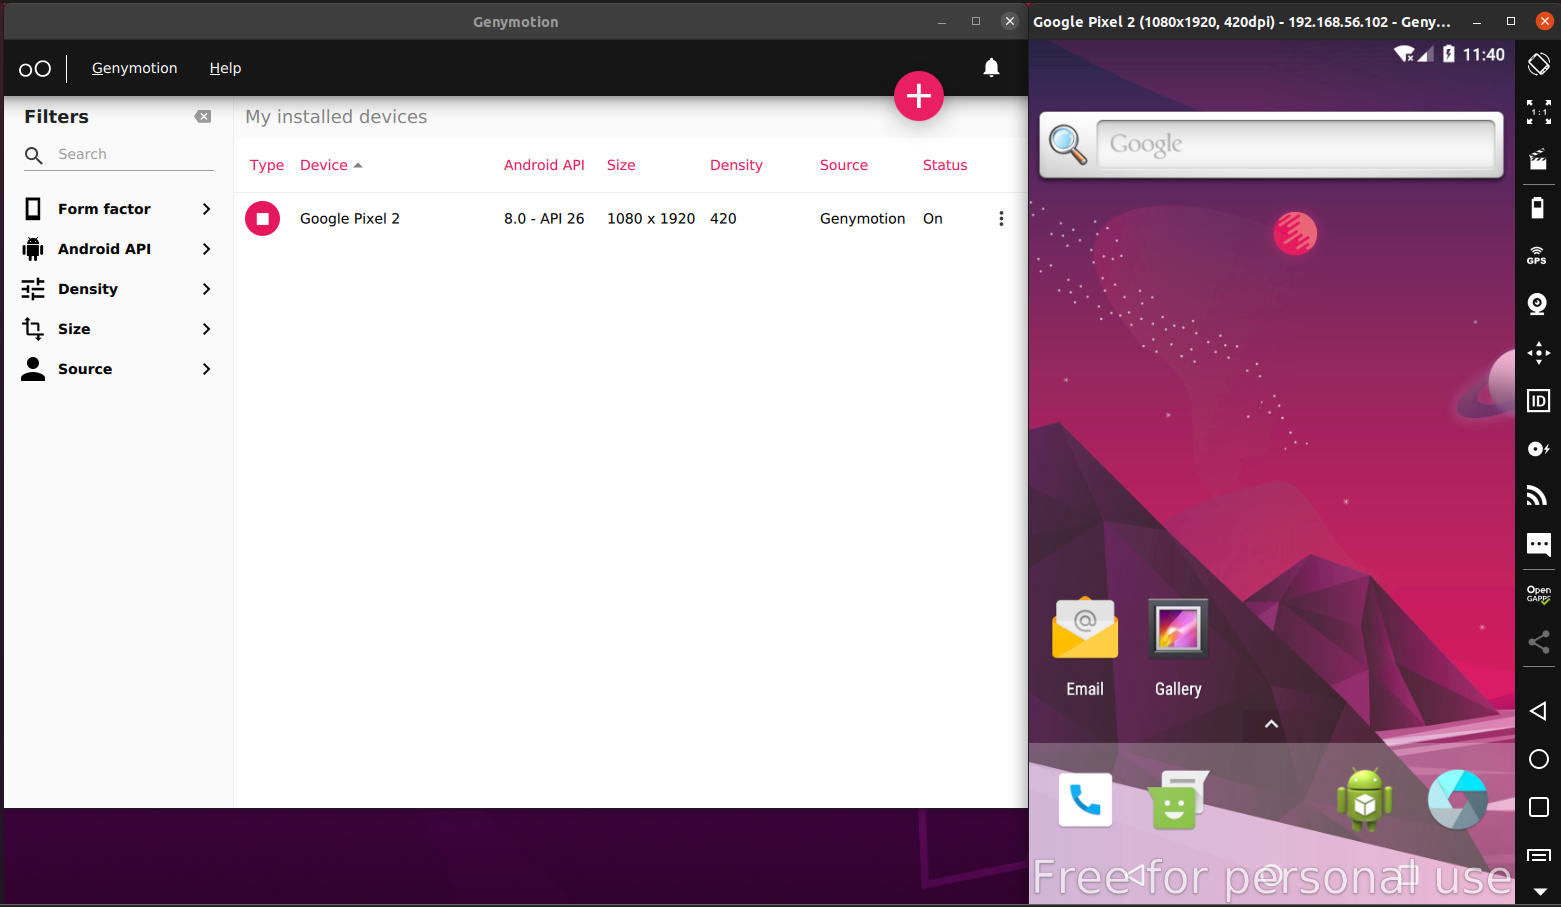 Genymotion
Genymotion Help
Filters
Search
Form factor
Android API
Density
Size
Source
My installed devices
Type Device Android API Size Density Source Status
Google Pixel 2 8.0 - API 26 1080 x 1920 420 Genymotion On
Google Pixel 2 (1080x1920, 420dpi) - 192.168.56.102 - Geny...
11:40
Google
Email Gallery
Free for personal use
1:1
GPS
ID
Open
GAPPS